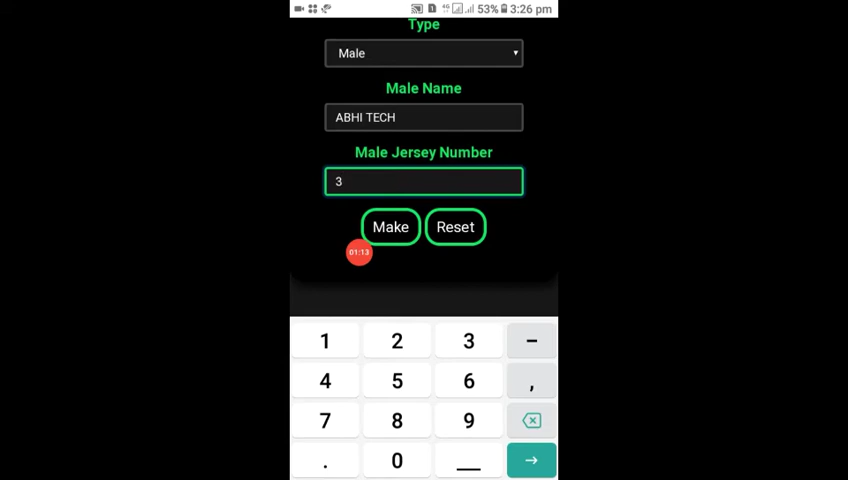 4G 53% 3:26 pm
Type
Male
Male Name
ABHI TECH
Male Jersey Number
3
Make Reset
01:13
1 2 3 −
4 5 6 ,
7 8 9
. 0